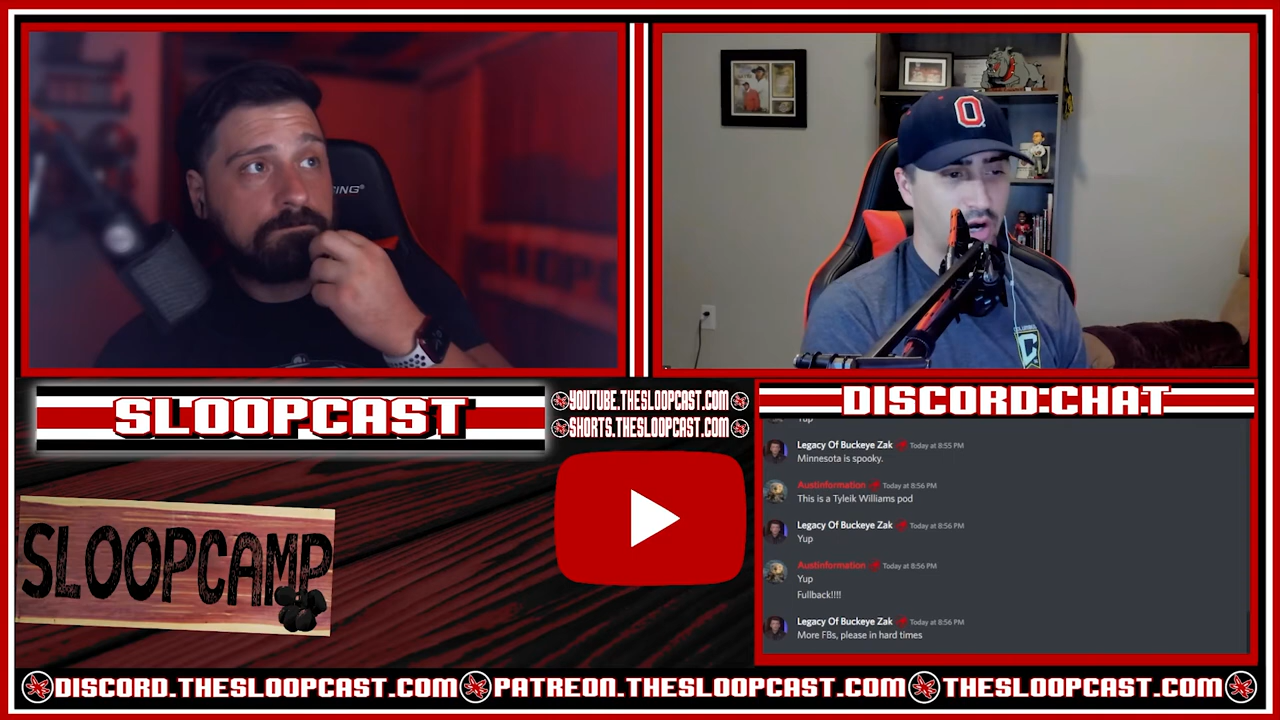 ING®
O
C
SLOOPCAST
YOUTUBE.THESLOOPCAST.COM
SHORTS.THESLOOPCAST.COM
DISCORD:CHAT
Yup
Legacy Of Buckeye Zak Today at 8:55 PM
Minnesota is spooky.
Austinformation Today at 8:56 PM
This is a Tyleik Williams pod
Legacy Of Buckeye Zak Today at 8:56 PM
Yup
Austinformation Today at 8:56 PM
Yup
Fullback!!!!
Legacy Of Buckeye Zak Today at 8:56 PM
More FBs, please in hard times
SLOOPCAMP
DISCORD.THESLOOPCAST.COM PATREON.THESLOOPCAST.COM THESLOOPCAST.COM